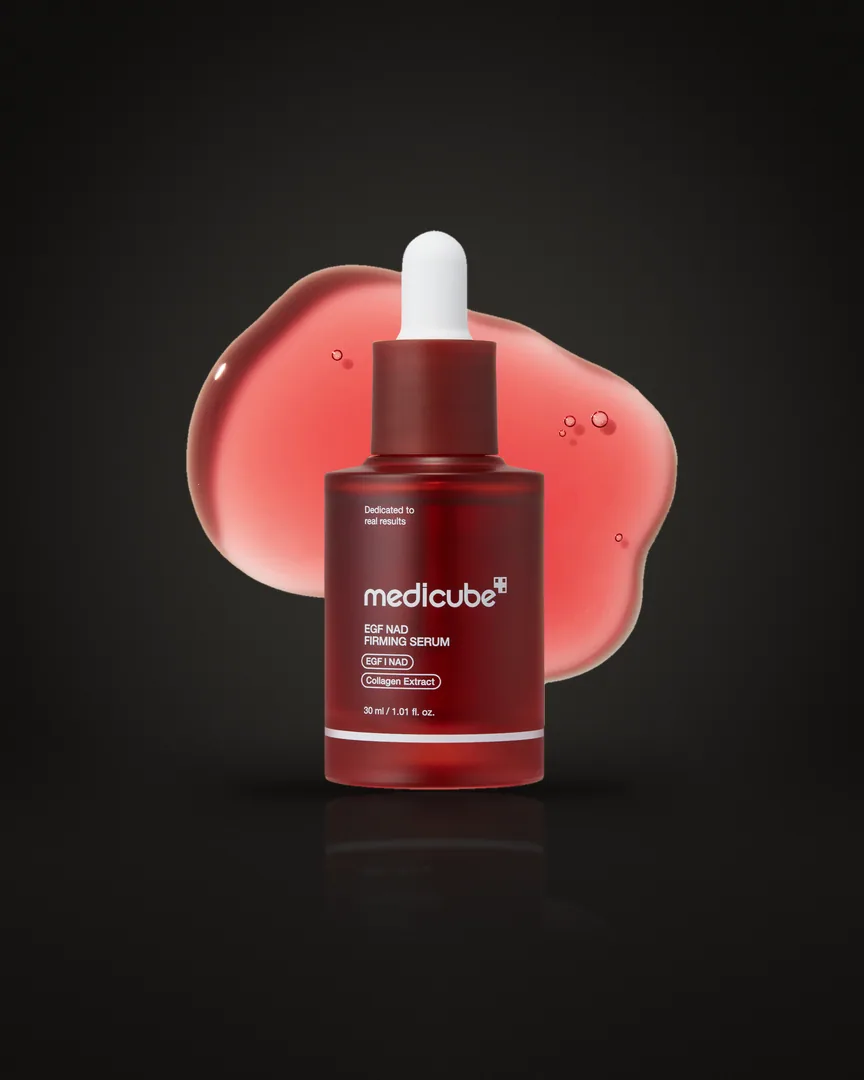 Dedicated to
real results
medicube
EGF NAD
FIRMING SERUM
EGF | NAD
Collagen Extract
30 ml / 1.01 fl. oz.